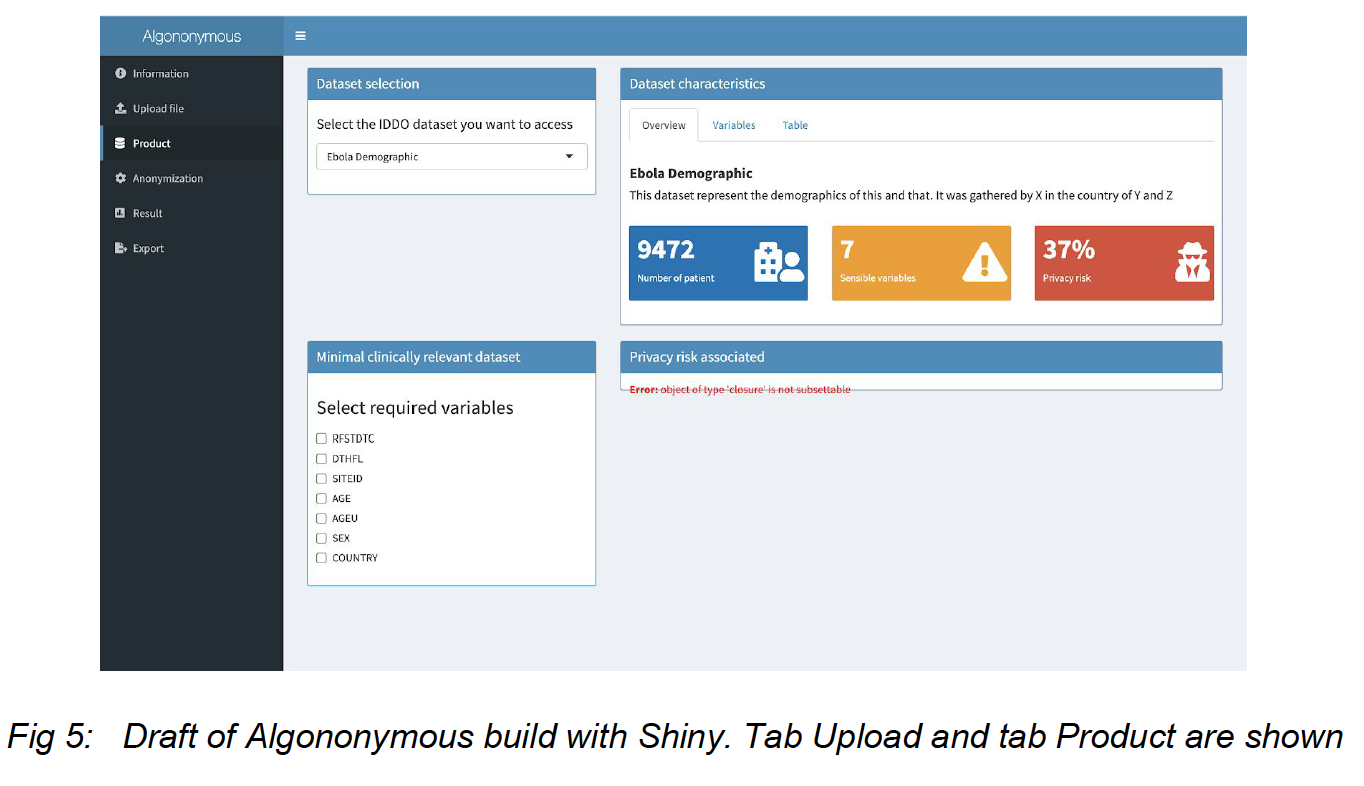 Algononymous
Information
Upload file
Product
Anonymization
Result
Export
Dataset selection
Select the IDDO dataset you want to access
Ebola Demographic
Dataset characteristics
Overview Variables Table
Ebola Demographic
This dataset represent the demographics of this and that. It was gathered by X in the country of Y and Z
9472
Number of patient
7
Sensible variables
37%
Privacy risk
Minimal clinically relevant dataset
Select required variables
RFSTDTC
DTHFL
SITEID
AGE
AGEU
SEX
COUNTRY
Privacy risk associated
Error: object of type 'closure' is not subsettable
Fig 5: Draft of Algononymous build with Shiny. Tab Upload and tab Product are shown